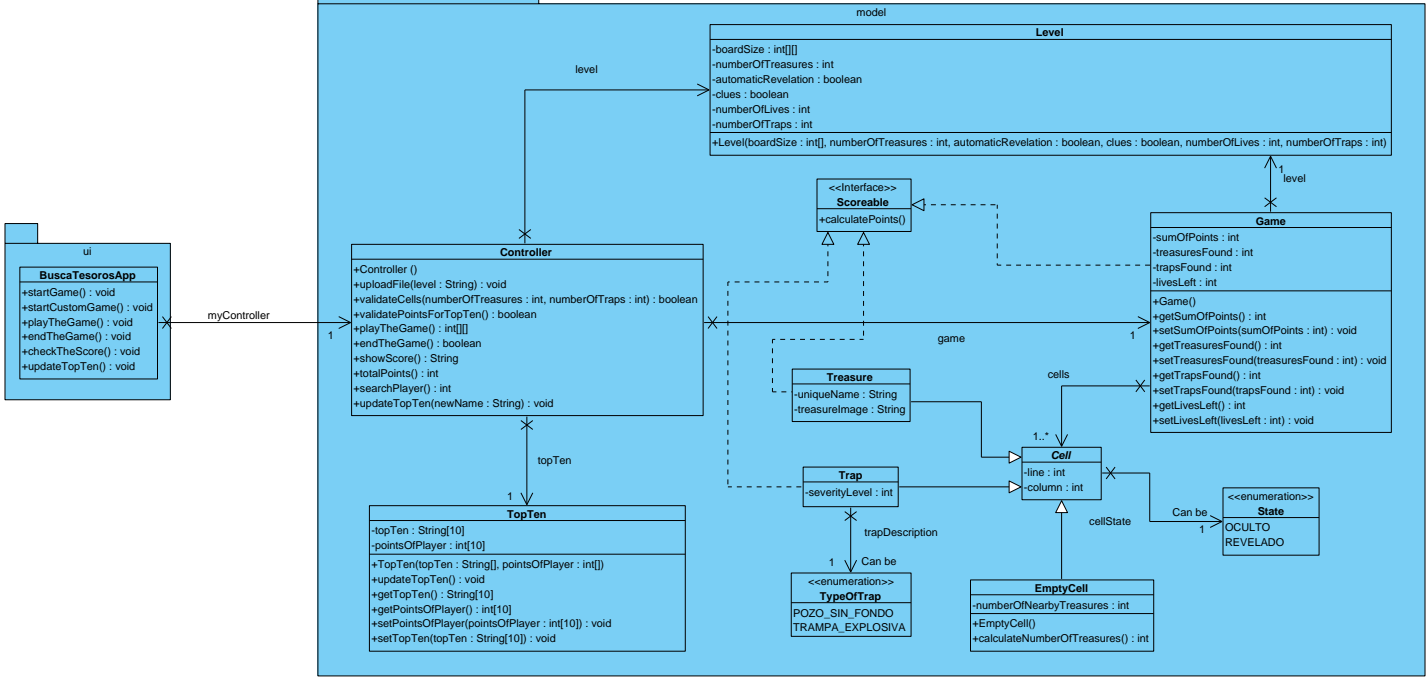 model
Level
-boardSize : int[][]
-numberOfTreasures : int
-automaticRevelation : boolean
-clues : boolean
-numberOfLives : int
-numberOfTraps : int
+Level(boardSize : int[], numberOfTreasures : int, automaticRevelation : boolean, clues : boolean, numberOfLives : int, numberOfTraps : int)
level
1
level
<<Interface>>
Scoreable
+calculatePoints()
Game
-sumOfPoints : int
-treasuresFound : int
-trapsFound : int
-livesLeft : int
+Game()
+getSumOfPoints() : int
+setSumOfPoints(sumOfPoints : int) : void
+getTreasuresFound() : int
+setTreasuresFound(treasuresFound : int) : void
+getTrapsFound() : int
+setTrapsFound(trapsFound : int) : void
+getLivesLeft() : int
+setLivesLeft(livesLeft : int) : void
ui
BuscaTesorosApp
+startGame() : void
+startCustomGame() : void
+playTheGame() : void
+endTheGame() : void
+checkTheScore() : void
+updateTopTen() : void
myController
1
Controller
+Controller ()
+uploadFile(level : String) : void
+validateCells(numberOfTreasures : int, numberOfTraps : int) : boolean
+validatePointsForTopTen() : boolean
+playTheGame() : int[][]
+endTheGame() : boolean
+showScore() : String
+totalPoints() : int
+searchPlayer() : int
+updateTopTen(newName : String) : void
game
1
Treasure
-uniqueName : String
-treasureImage : String
cells
1..*
Cell
-line : int
-column : int
topTen
1
Trap
-severityLevel : int
cellState
Can be
1
<<enumeration>>
State
OCULTO
REVELADO
TopTen
-topTen : String[10]
-pointsOfPlayer : int[10]
+TopTen(topTen : String[], pointsOfPlayer : int[])
+updateTopTen() : void
+getTopTen() : String[10]
+getPointsOfPlayer() : int[10]
+setPointsOfPlayer(pointsOfPlayer : int[10]) : void
+setTopTen(topTen : String[10]) : void
trapDescription
1
Can be
<<enumeration>>
TypeOfTrap
POZO_SIN_FONDO
TRAMPA_EXPLOSIVA
EmptyCell
-numberOfNearbyTreasures : int
+EmptyCell()
+calculateNumberOfTreasures() : int